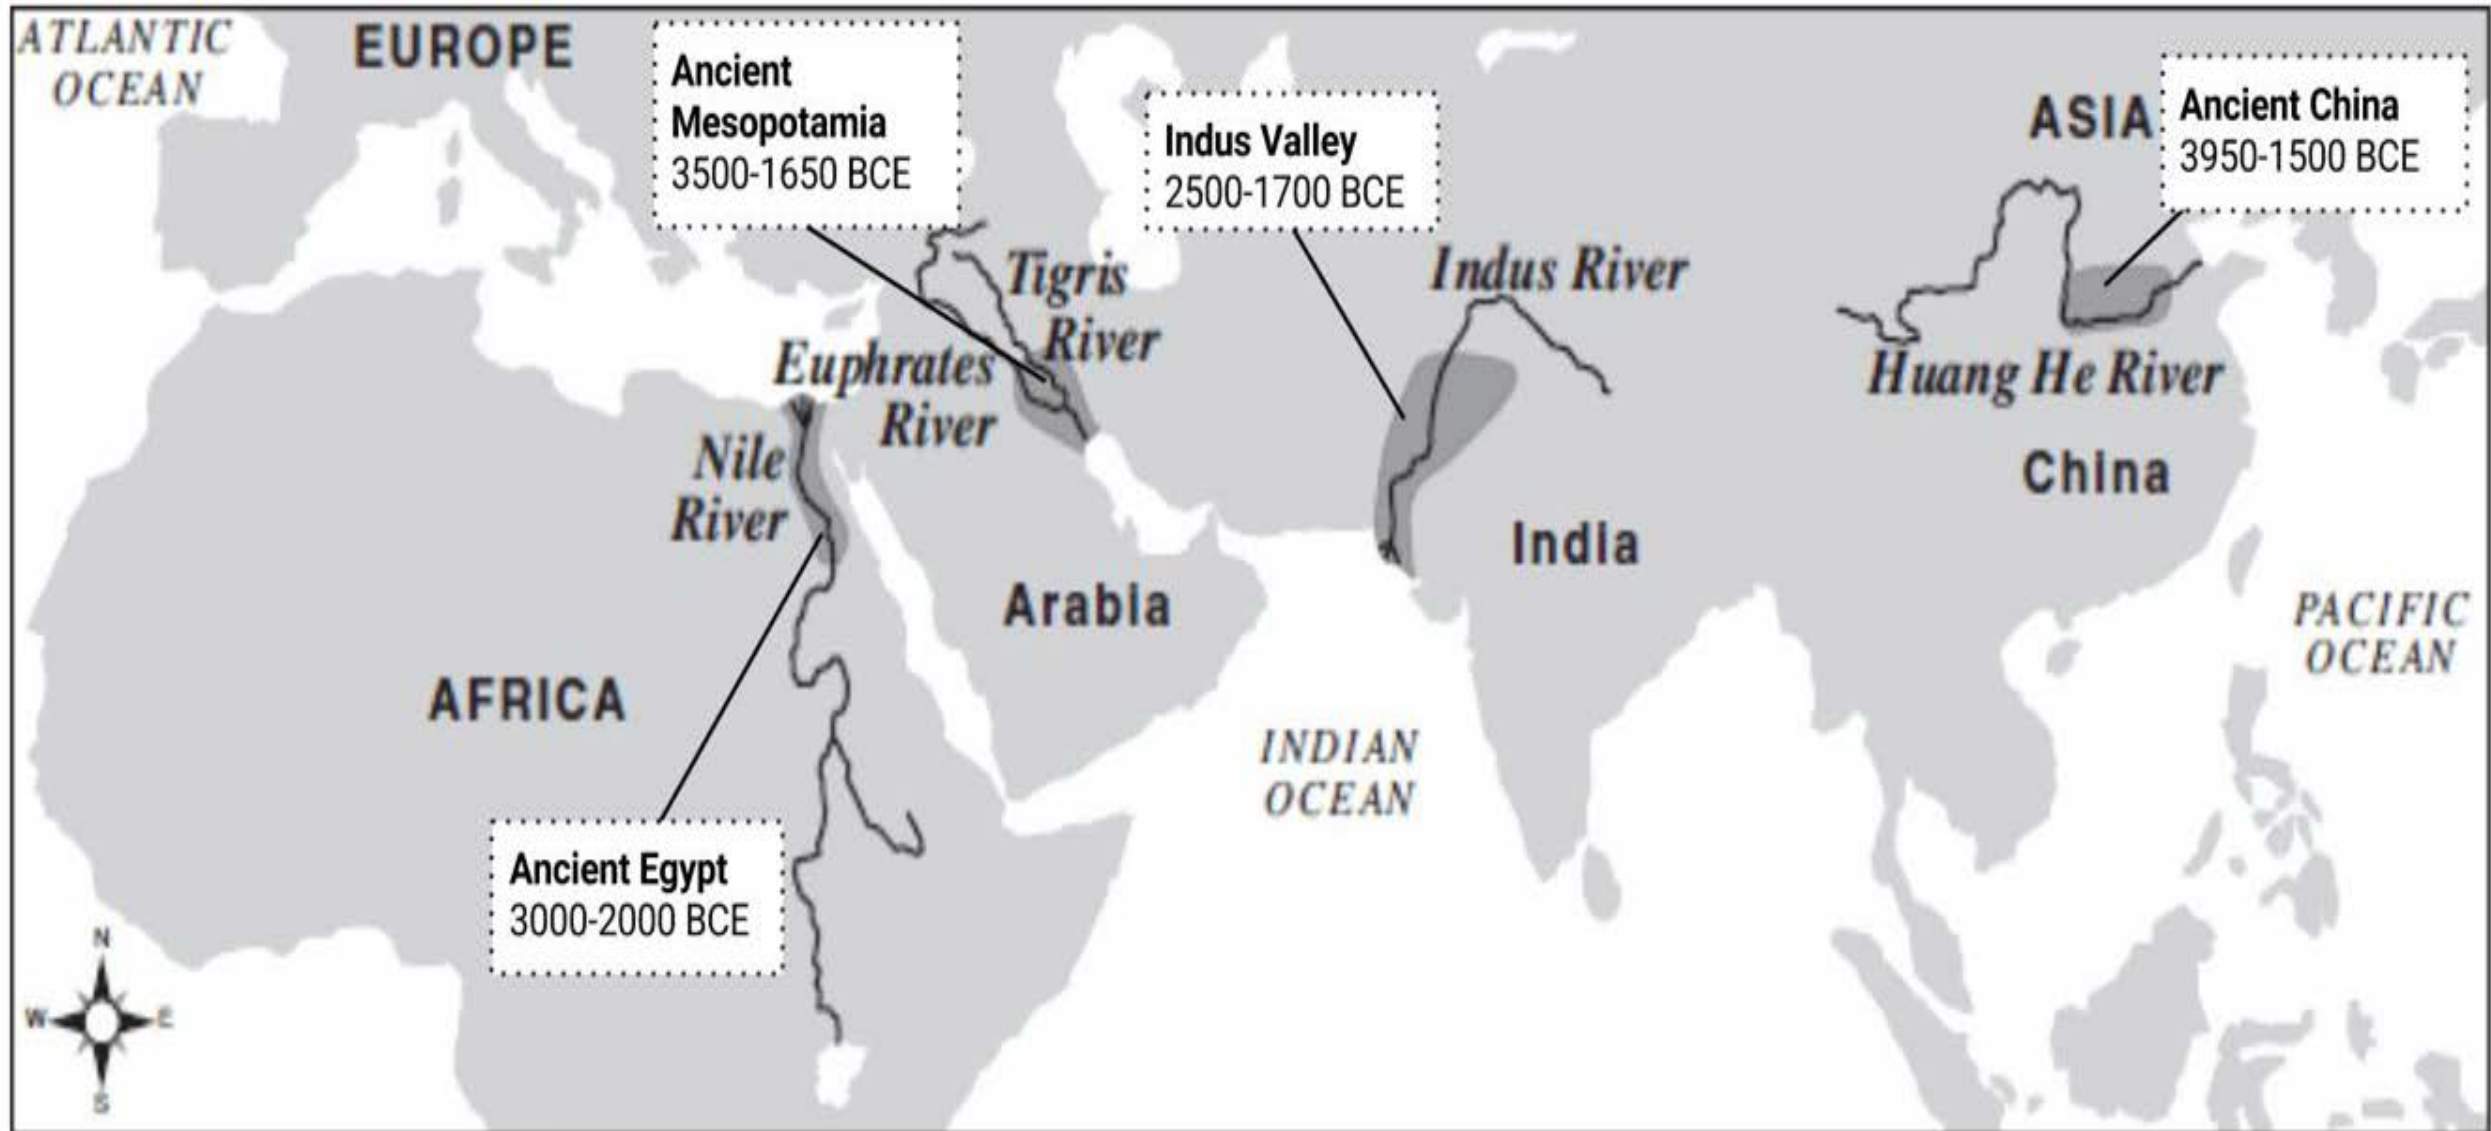 ATLANTIC
OCEAN
EUROPE
Ancient
Mesopotamia
3500-1650 BCE
Indus Valley
2500-1700 BCE
ASIA
Ancient China
3950-1500 BCE
Tigris
River
Indus River
Euphrates
River
Huang He River
Nile
River
China
India
Arabia
PACIFIC
OCEAN
AFRICA
INDIAN
OCEAN
Ancient Egypt
3000-2000 BCE
N
W
E
S